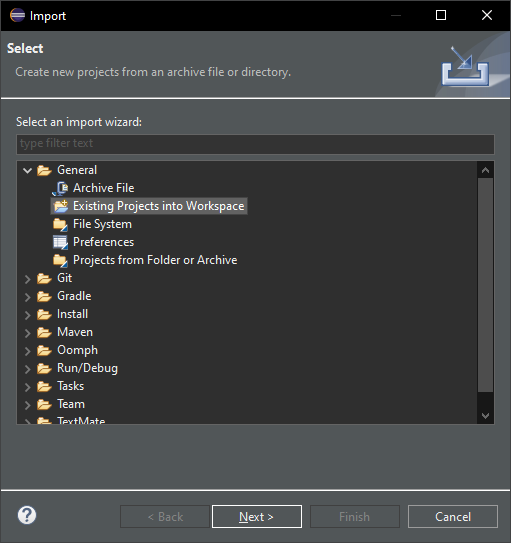 Import
Select
Create new projects from an archive file or directory.
Select an import wizard:
type filter text
General
Archive File
Existing Projects into Workspace
File System
Preferences
Projects from Folder or Archive
Git
Gradle
Install
Maven
Oomph
Run/Debug
Tasks
Team
TextMate
?
< Back
Next >
Finish
Cancel